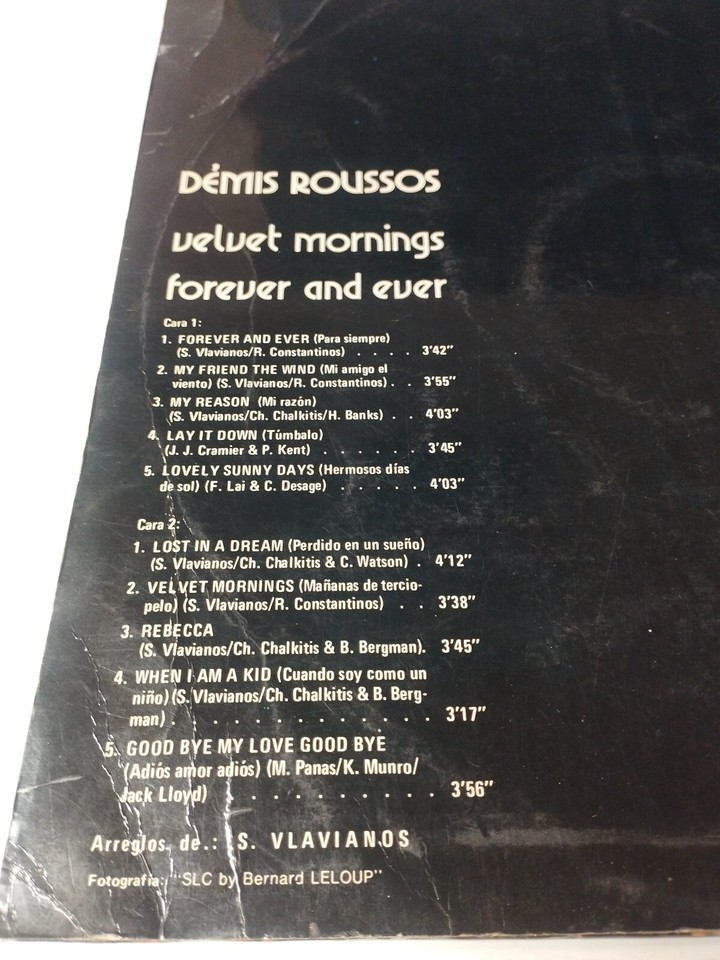 DÉMIS ROUSSOS
velvet mornings
forever and ever
Cara 1:
1. FOREVER AND EVER (Para siempre)
(S. Vlavianos/R. Constantinos) . . . . 3'42"
2. MY FRIEND THE WIND (Mi amigo el
viento) (S. Vlavianos/R. Constantinos) . . 3'55"
3. MY REASON (Mi razón)
(S. Vlavianos/Ch. Chalkitis/H. Banks) . . 4'03"
4. LAY IT DOWN (Túmbalo)
(J. J. Cramier & P. Kent) . . . . . . . 3'45"
5. LOVELY SUNNY DAYS (Hermosos días
de sol) (F. Lai & C. Desage) . . . . . 4'03"
Cara 2:
1. LOST IN A DREAM (Perdido en un sueño)
(S. Vlavianos/Ch. Chalkitis & C. Watson) . 4'12"
2. VELVET MORNINGS (Mañanas de tercio-
pelo) (S. Vlavianos/R. Constantinos) . . 3'38"
3. REBECCA
(S. Vlavianos/Ch. Chalkitis & B. Bergman). 3'45"
4. WHEN I AM A KID (Cuando soy como un
niño) (S. Vlavianos/Ch. Chalkitis & B. Berg-
man) . . . . . . . . . . . . . 3'17"
5. GOOD BYE MY LOVE GOOD BYE
(Adiós amor adiós) (M. Panas/K. Munro/
Jack Lloyd) . . . . . . . . . 3'56"
Arreglos de.: S. VLAVIANOS
Fotografía: "SLC by Bernard LELOUP"